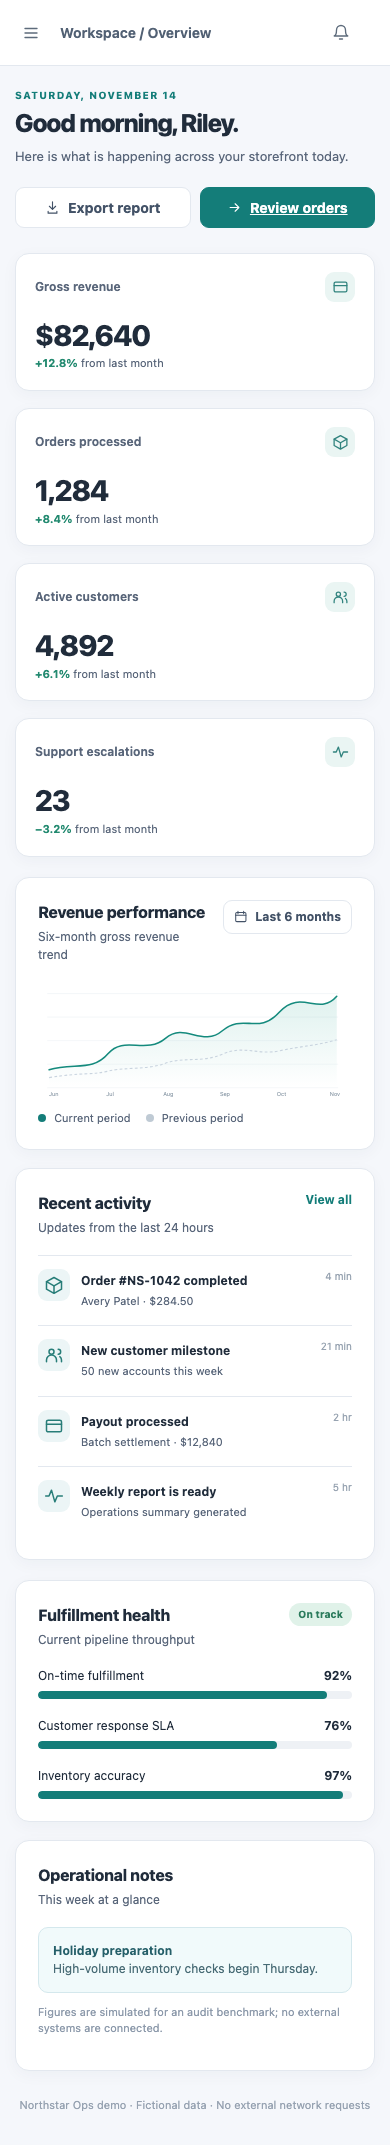 Workspace / Overview
SATURDAY, NOVEMBER 14
Good morning, Riley.
Here is what is happening across your storefront today.
Export report
Review orders
Gross revenue
$82,640
+12.8% from last month
Orders processed
1,284
+8.4% from last month
Active customers
4,892
+6.1% from last month
Support escalations
23
−3.2% from last month
Revenue performance
Last 6 months
Six-month gross revenue
trend
Jun Jul Aug Sep Oct Nov
Current period Previous period
Recent activity
View all
Updates from the last 24 hours
Order #NS-1042 completed
4 min
Avery Patel · $284.50
New customer milestone
21 min
50 new accounts this week
Payout processed
2 hr
Batch settlement · $12,840
Weekly report is ready
5 hr
Operations summary generated
Fulfillment health
On track
Current pipeline throughput
On-time fulfillment 92%
Customer response SLA 76%
Inventory accuracy 97%
Operational notes
This week at a glance
Holiday preparation
High-volume inventory checks begin Thursday.
Figures are simulated for an audit benchmark; no external
systems are connected.
Northstar Ops demo · Fictional data · No external network requests